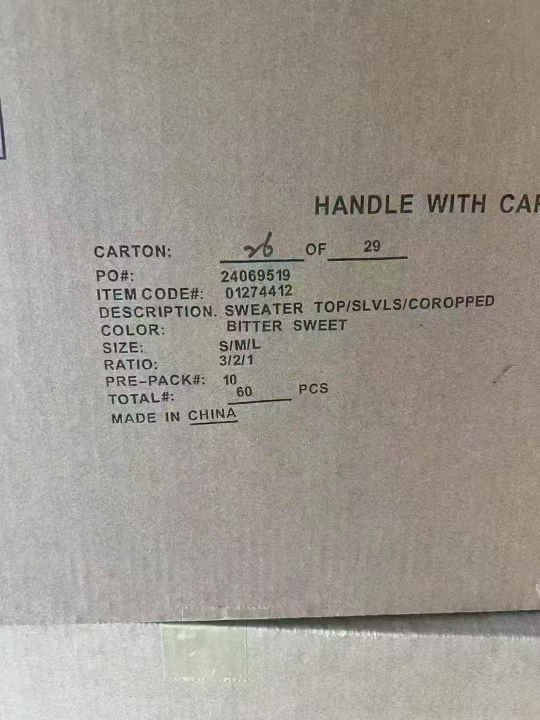 HANDLE WITH CAR
CARTON: 26 OF 29
PO#: 24069519
ITEM CODE#: 01274412
DESCRIPTION. SWEATER TOP/SLVLS/COROPPED
COLOR: BITTER SWEET
SIZE: S/M/L
RATIO: 3/2/1
PRE-PACK#: 10
TOTAL#: 60 PCS
MADE IN CHINA